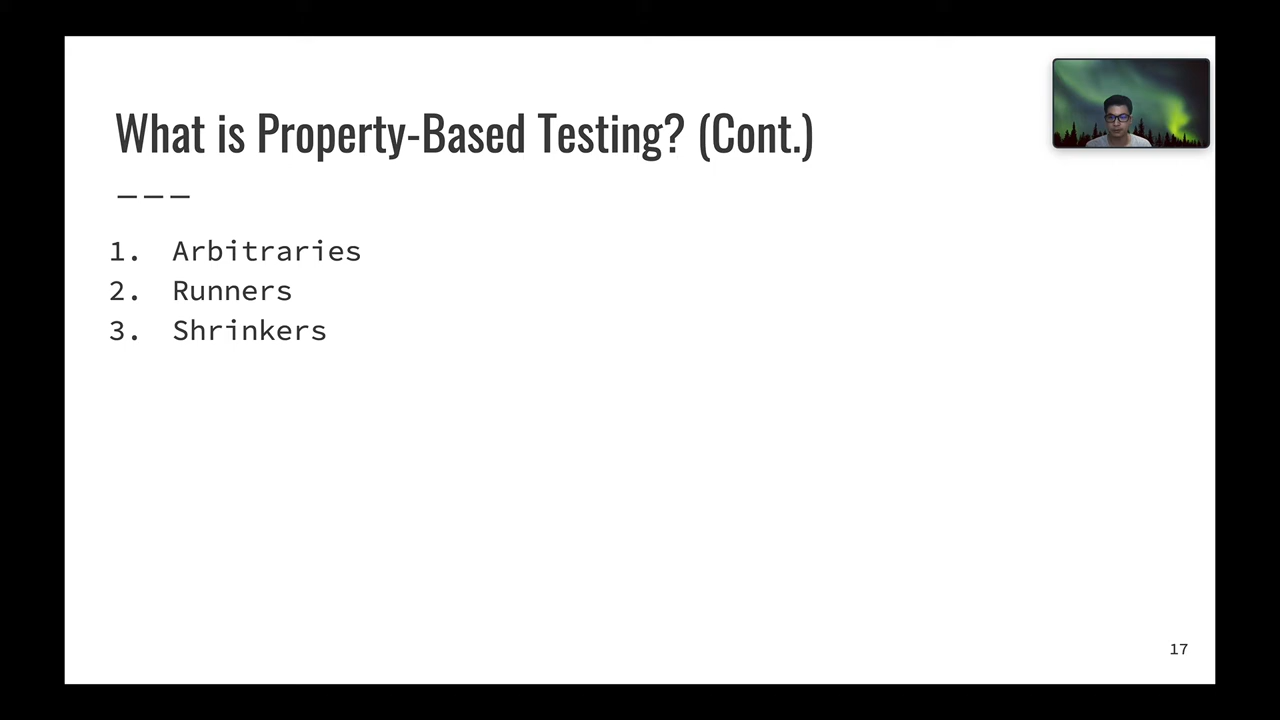 What is Property-Based Testing? (Cont.)
1. Arbitraries
2. Runners
3. Shrinkers
17